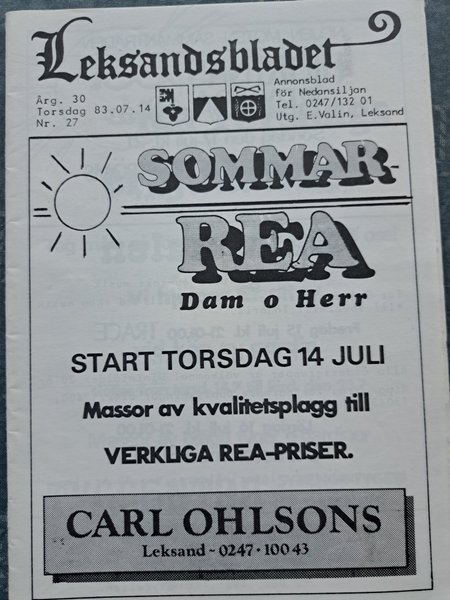 Leksandsbladet
Årg. 30
Torsdag 83.07.14
Nr. 27
Annonsblad
för Nedansiljan
Tel. 0247/132 01
Utg. E.Valin, Leksand
SOMMAR-
REA
Dam o Herr
START TORSDAG 14 JULI
Massor av kvalitetsplagg till
VERKLIGA REA-PRISER.
CARL OHLSONS
Leksand - 0247 · 100 43